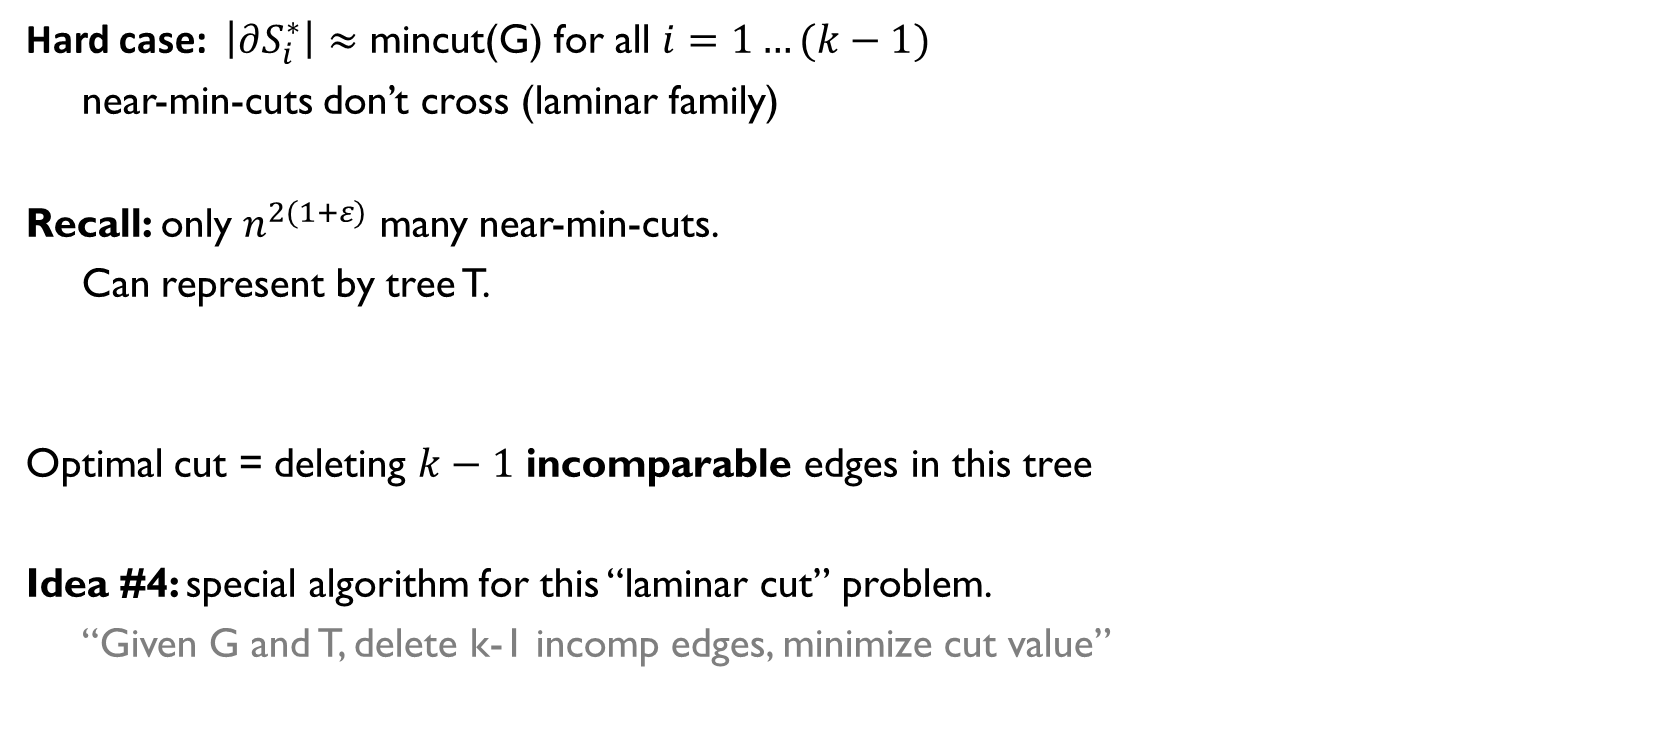 Hard case: |∂S_i^*| ≈ mincut(G) for all i = 1 … (k − 1)
near-min-cuts don’t cross (laminar family)
Recall: only n^{2(1+ε)} many near-min-cuts.
Can represent by tree T.
Optimal cut = deleting k − 1 incomparable edges in this tree
Idea #4: special algorithm for this “laminar cut” problem.
“Given G and T, delete k-1 incomp edges, minimize cut value”